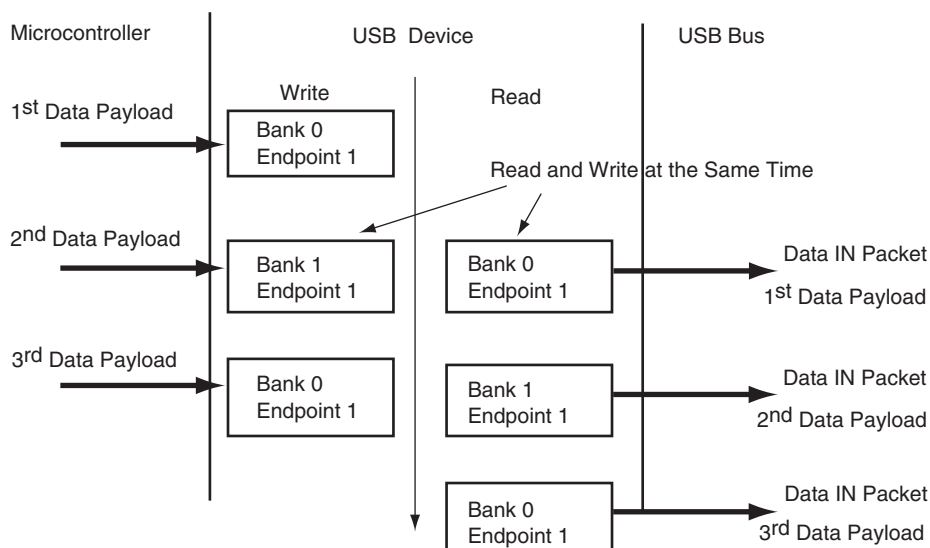 Microcontroller
USB Device
USB Bus
Write
Read
1st Data Payload
Bank 0
Endpoint 1
Read and Write at the Same Time
2nd Data Payload
Bank 1
Endpoint 1
Bank 0
Endpoint 1
Data IN Packet
1st Data Payload
3rd Data Payload
Bank 0
Endpoint 1
Bank 1
Endpoint 1
Data IN Packet
2nd Data Payload
Bank 0
Endpoint 1
Data IN Packet
3rd Data Payload